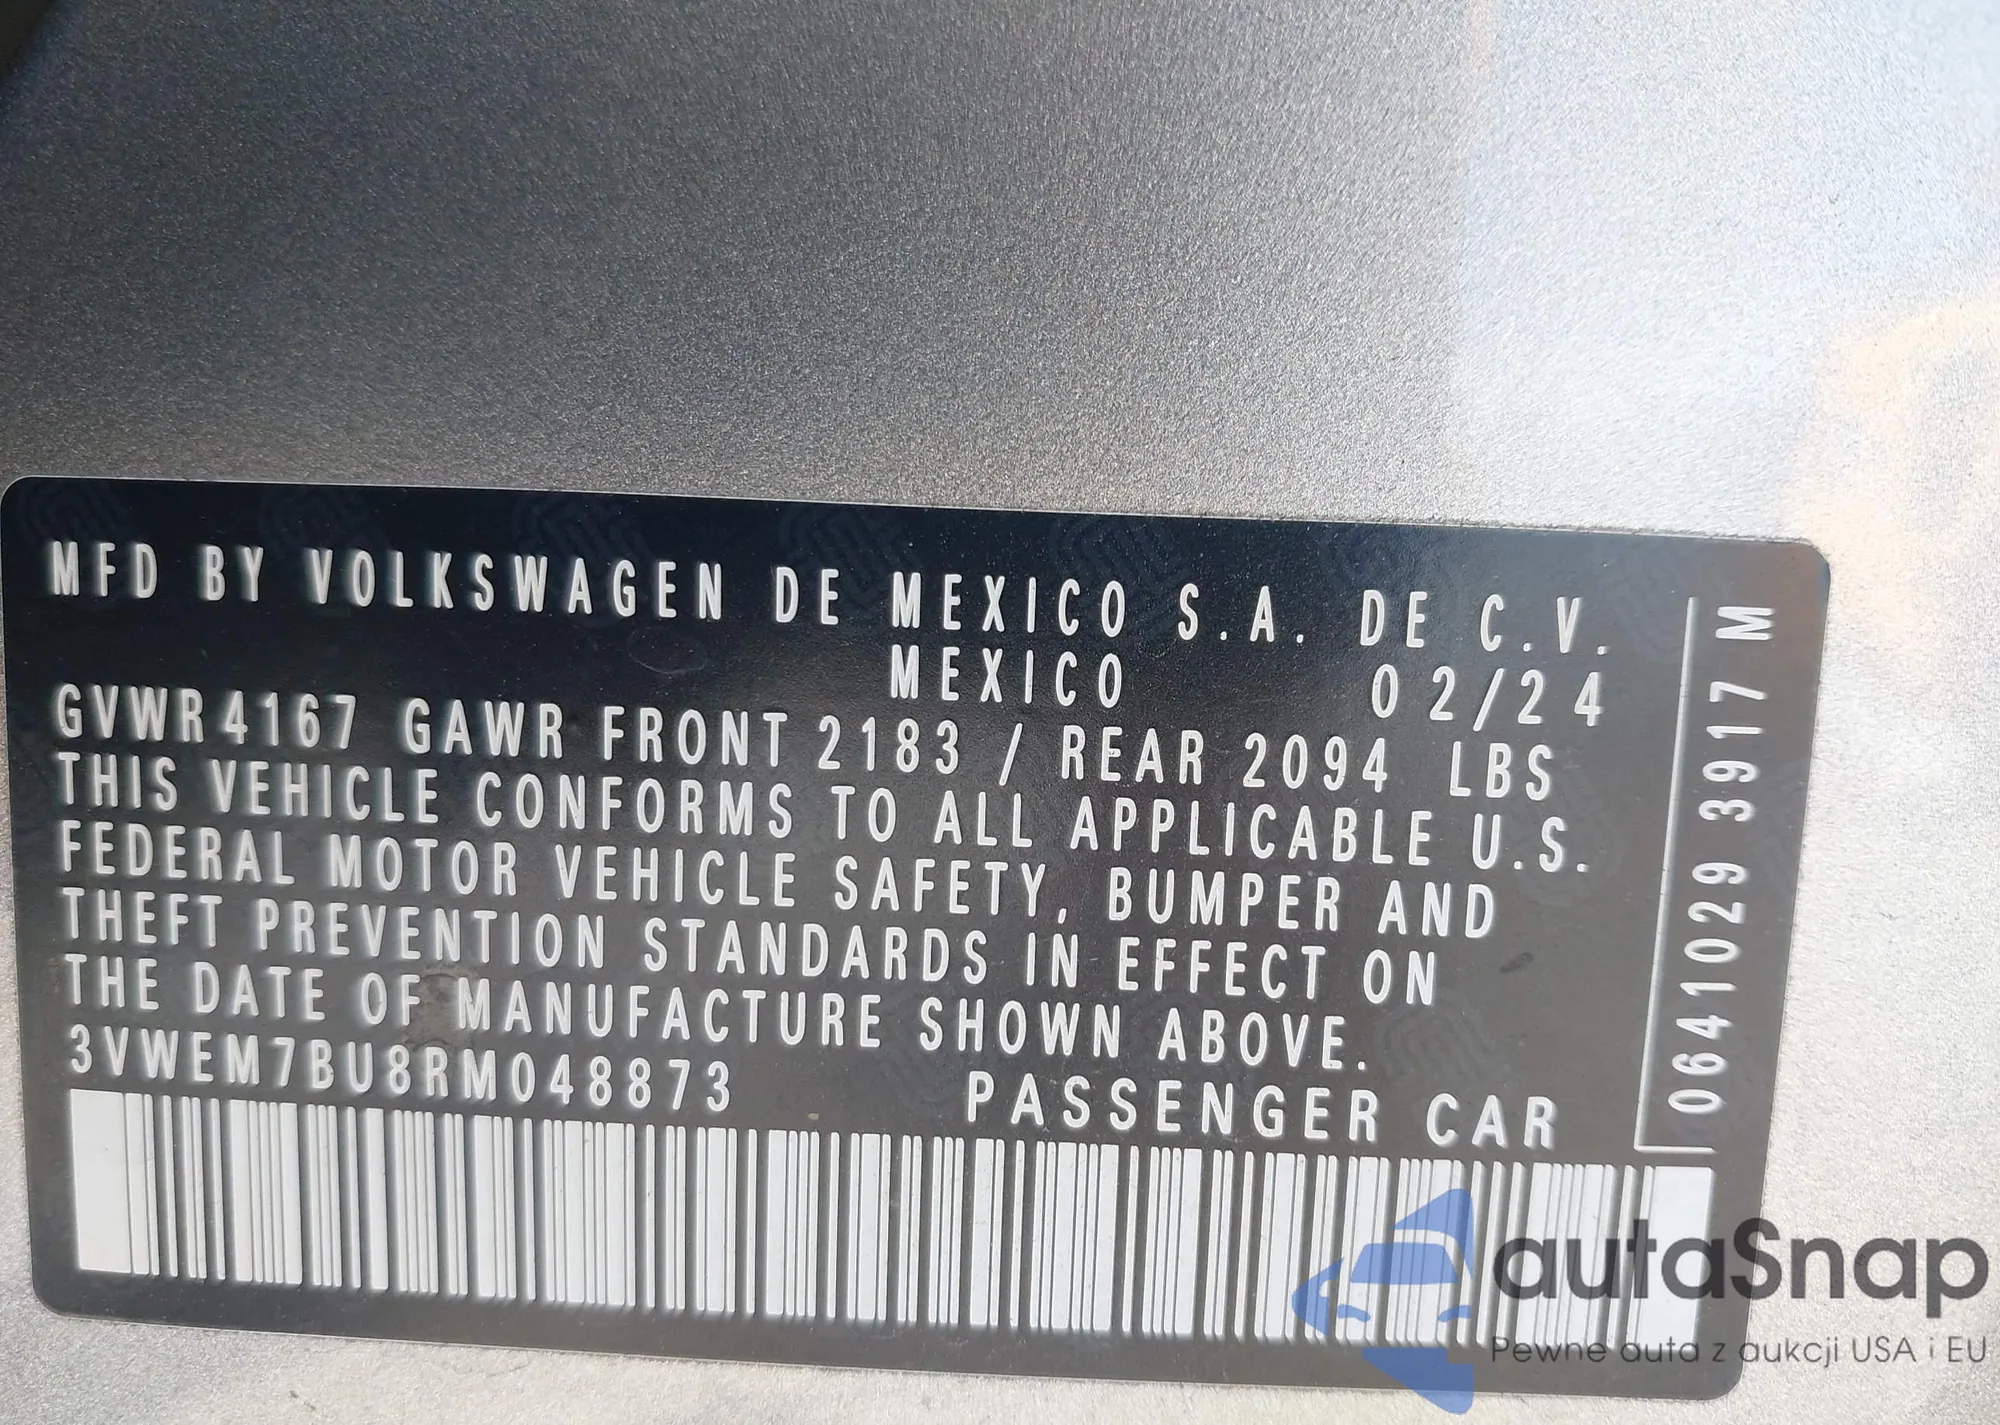 MFD BY VOLKSWAGEN DE MEXICO S.A. DE C.V.
MEXICO 02/24
GVWR 4167 GAWR FRONT 2183 / REAR 2094 LBS
THIS VEHICLE CONFORMS TO ALL APPLICABLE U.S.
FEDERAL MOTOR VEHICLE SAFETY, BUMPER AND
THEFT PREVENTION STANDARDS IN EFFECT ON
THE DATE OF MANUFACTURE SHOWN ABOVE.
3VWEM7BU8RM048873
PASSENGER CAR
0641029 3917 M
autaSnap
Pewne auta z aukcji USA i EU